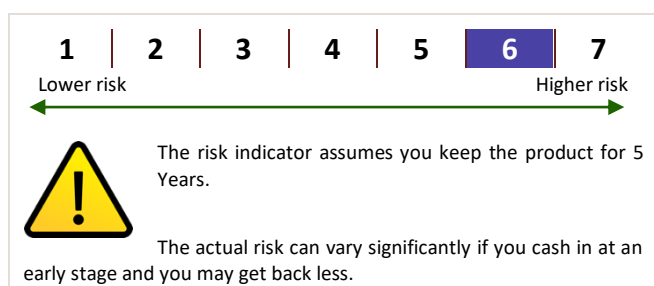 1 2 3 4 5 6 7
Lower risk Higher risk
The risk indicator assumes you keep the product for 5
Years.
The actual risk can vary significantly if you cash in at an
early stage and you may get back less.